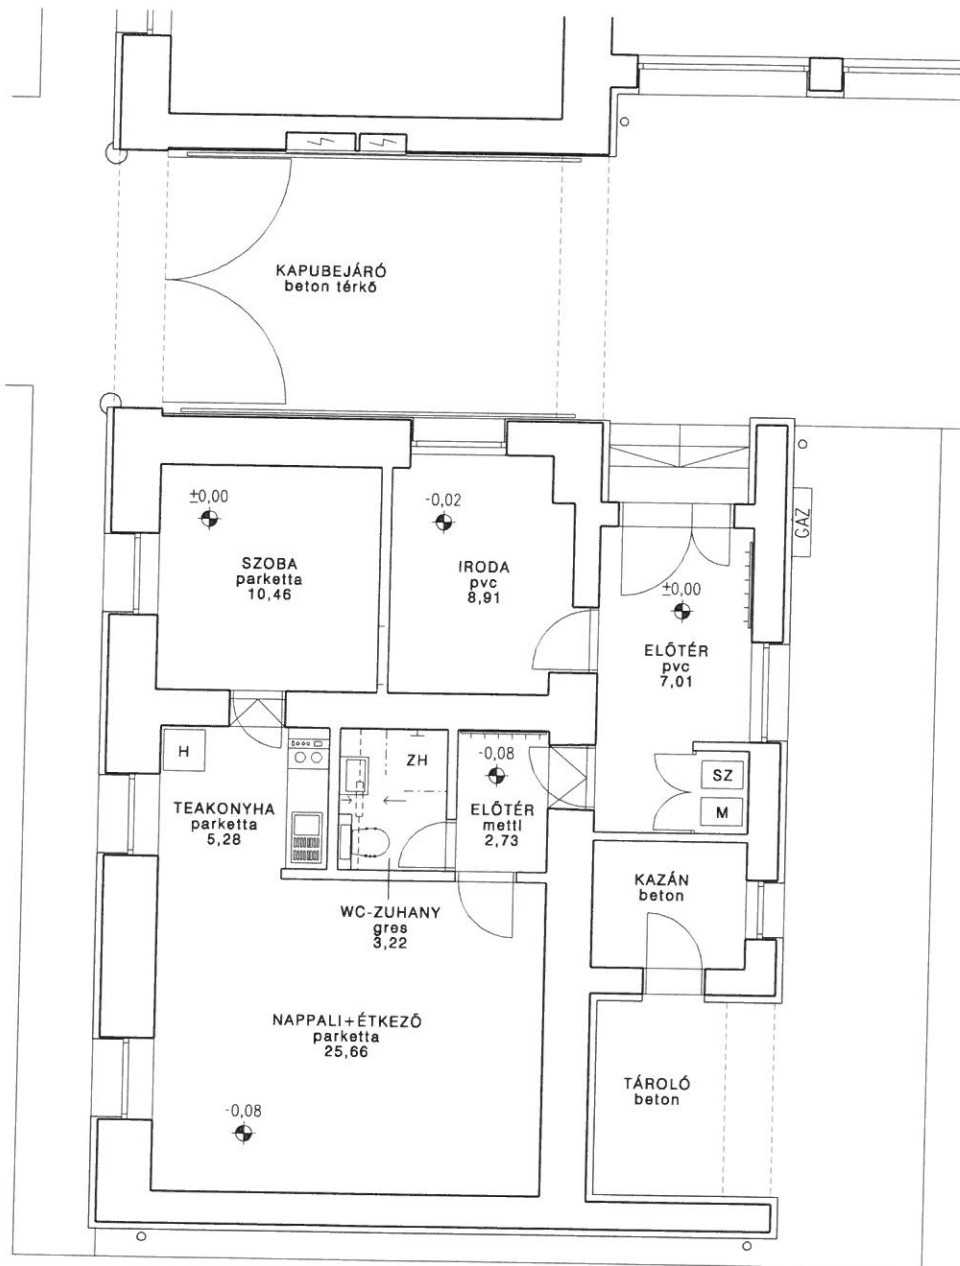 KAPUBEJÁRÓ
beton térkő
±0,00
SZOBA
parketta
10,46
-0,02
IRODA
pvc
8,91
GÁZ
±0,00
ELŐTÉR
pvc
7,01
H
TEAKONYHA
parketta
5,28
ZH
-0,08
ELŐTÉR
mettl
2,73
SZ
M
WC-ZUHANY
gres
3,22
KAZÁN
beton
NAPPALI+ÉTKEZŐ
parketta
25,66
-0,08
TÁROLÓ
beton